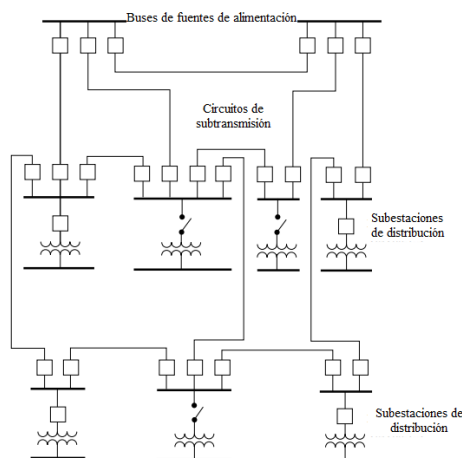 Buses de fuentes de alimentación
Circuitos de
subtransmisión
Subestaciones
de distribución
Subestaciones de
distribución